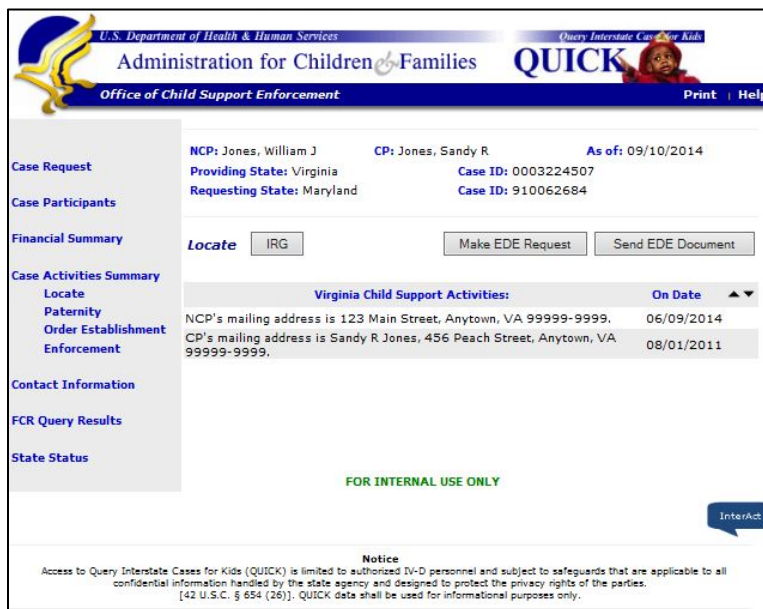 U.S. Department of Health & Human Services
Query Interstate Cases for Kids
Administration for Children & Families
QUICK
Office of Child Support Enforcement
Print | Help
NCP: Jones, William J CP: Jones, Sandy R As of: 09/10/2014
Providing State: Virginia Case ID: 0003224507
Requesting State: Maryland Case ID: 910062684
Case Request
Case Participants
Financial Summary
Case Activities Summary
Locate
Paternity
Order Establishment
Enforcement
Contact Information
FCR Query Results
State Status
Locate IRG Make EDE Request Send EDE Document
Virginia Child Support Activities: On Date ▲▼
NCP's mailing address is 123 Main Street, Anytown, VA 99999-9999. 06/09/2014
CP's mailing address is Sandy R Jones, 456 Peach Street, Anytown, VA
99999-9999. 08/01/2011
FOR INTERNAL USE ONLY
InterAct
Notice
Access to Query Interstate Cases for Kids (QUICK) is limited to authorized IV-D personnel and subject to safeguards that are applicable to all
confidential information handled by the state agency and designed to protect the privacy rights of the parties.
[42 U.S.C. § 654 (26)]. QUICK data shall be used for informational purposes only.